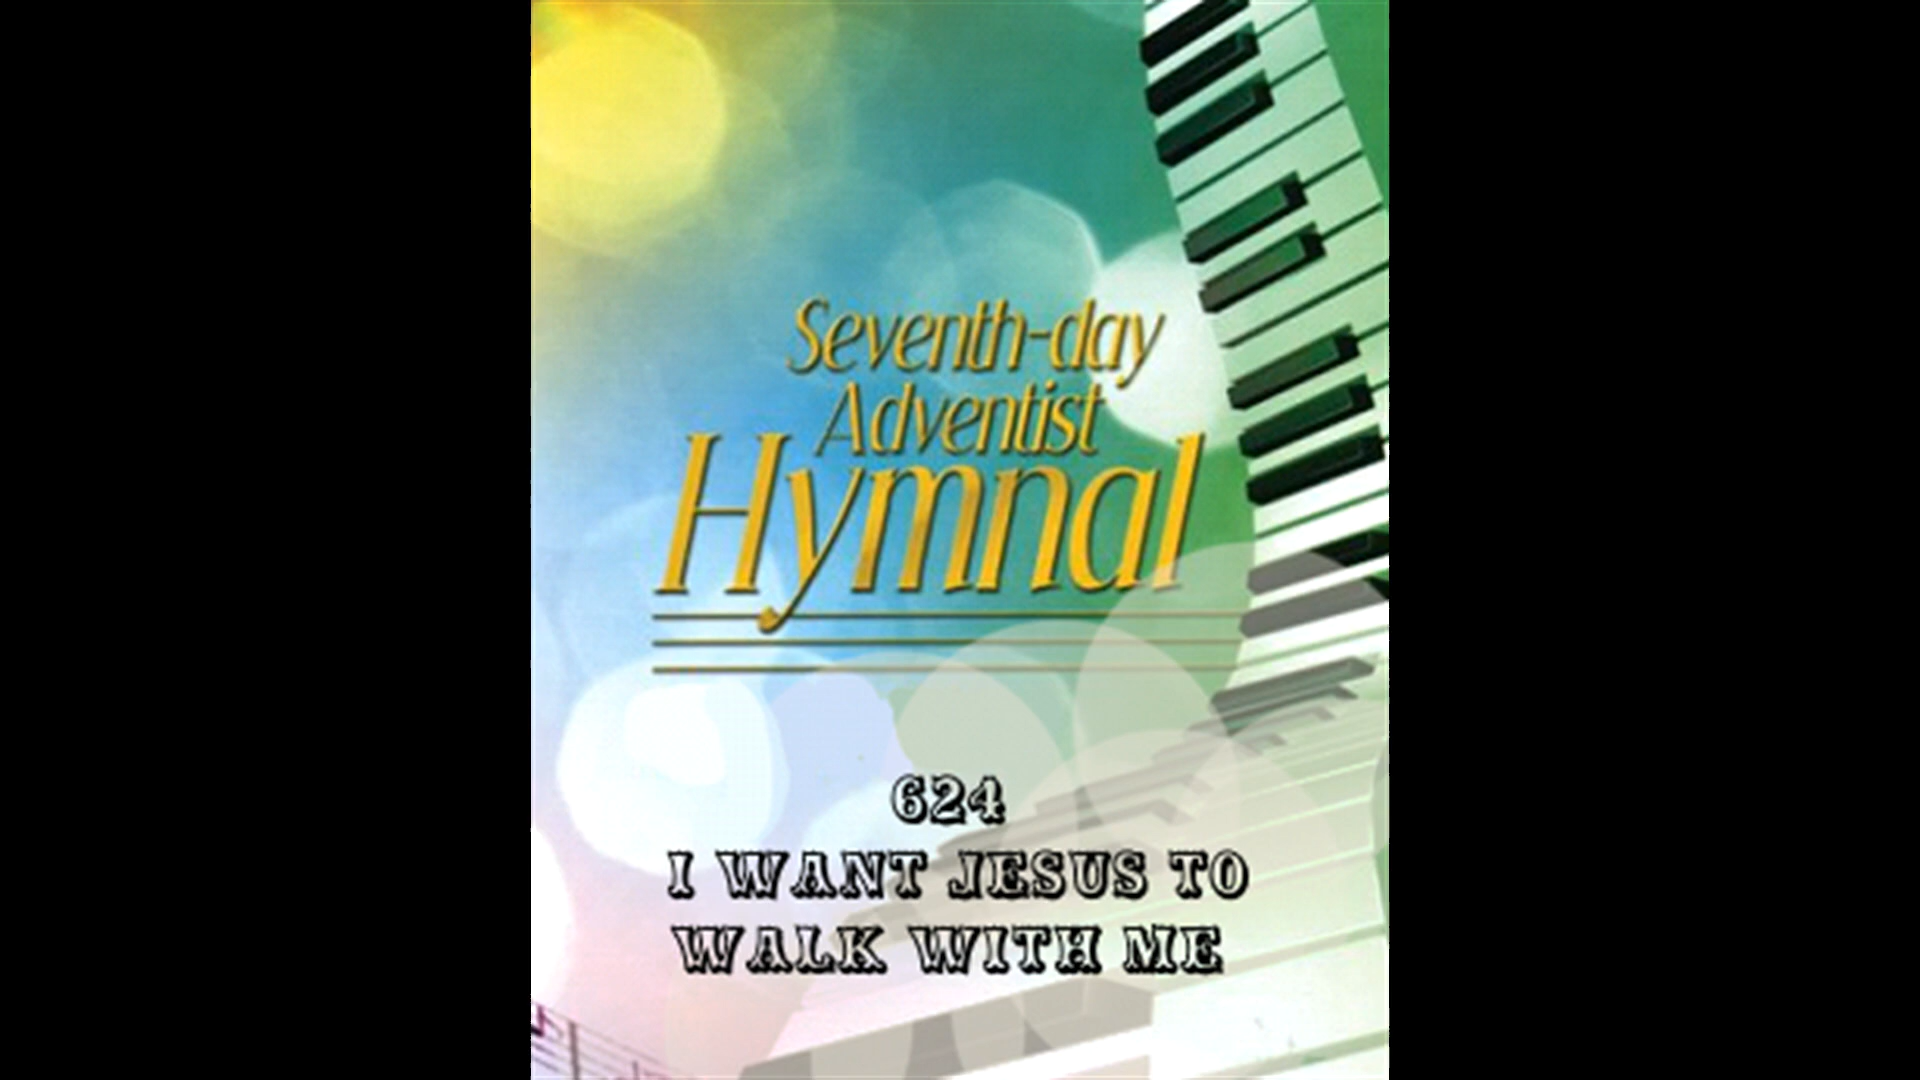 Seventh-day
Adventist
Hymnal
624
I WANT JESUS TO
WALK WITH ME